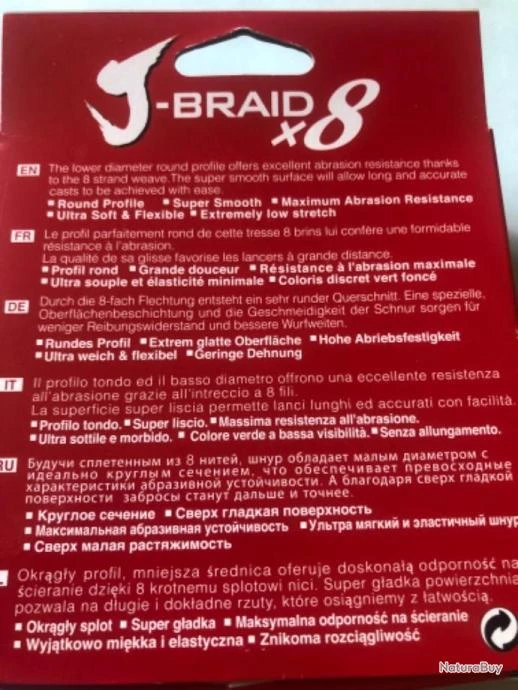 J-BRAID
x8
EN The lower diameter round profile offers excellent abrasion resistance thanks
to the 8 strand weave. The super smooth surface will allow long and accurate
casts to be achieved with ease.
▪ Round Profile ▪ Super Smooth ▪ Maximum Abrasion Resistance
▪ Ultra Soft & Flexible ▪ Extremely low stretch
FR Le profil parfaitement rond de cette tresse 8 brins lui confère une formidable
résistance à l'abrasion.
La qualité de sa glisse favorise les lancers à grande distance.
▪ Profil rond ▪ Grande douceur ▪ Résistance à l'abrasion maximale
▪ Ultra souple et élasticité minimale ▪ Coloris discret vert foncé
DE Durch die 8-fach Flechtung entsteht ein sehr runder Querschnitt. Eine spezielle,
Oberflächenbeschichtung und die Geschmeidigkeit der Schnur sorgen für
weniger Reibungswiderstand und bessere Wurfweiten.
▪ Rundes Profil ▪ Extrem glatte Oberfläche ▪ Hohe Abriebsfestigkeit
▪ Ultra weich & flexibel ▪ Geringe Dehnung
IT Il profilo tondo ed il basso diametro offrono una eccellente resistenza
all'abrasione grazie all'intreccio a 8 fili.
La superficie super liscia permette lanci lunghi ed accurati con facilità.
▪ Profilo tondo. ▪ Super liscio. ▪ Massima resistenza all'abrasione.
▪ Ultra sottile e morbido. ▪ Colore verde a bassa visibilità. ▪ Senza allungamento.
RU Будучи сплетенным из 8 нитей, шнур обладает малым диаметром с
идеально круглым сечением, что обеспечивает превосходные
характеристики абразивной устойчивости. А благодаря сверх гладкой
поверхности забросы станут дальше и точнее.
▪ Круглое сечение ▪ Сверх гладкая поверхность
▪ Максимальная абразивная устойчивость ▪ Ультра мягкий и эластичный шнур
▪ Сверх малая растяжимость
L Okrągły profil, mniejsza średnica oferuje doskonałą odporność na
ścieranie dzięki 8 krotnemu splotowi nici. Super gładka powierzchnia
pozwala na długie i dokładne rzuty, które osiągniemy z łatwością.
▪ Okrągły splot ▪ Super gładka ▪ Maksymalna odporność na ścieranie
▪ Wyjątkowo miękka i elastyczna ▪ Znikoma rozciągliwość
NaturaBuy